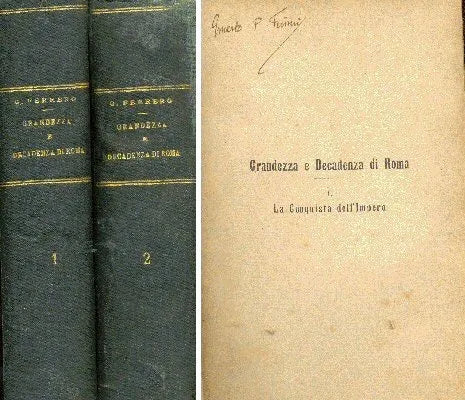 G. FERRERO
GRANDEZZA
E
DECADENZA DI ROMA
1
G. FERRERO
GRANDEZZA
E
DECADENZA DI ROMA
2
Grandezza e Decadenza di Roma
I.
La Conquista dell'Impero